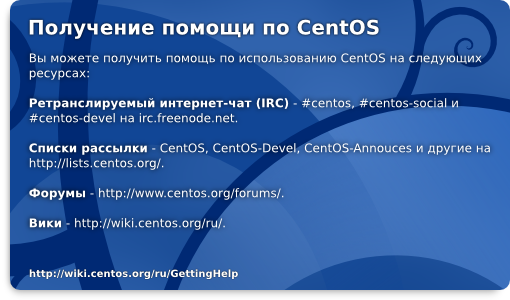 Получение помощи по CentOS
Вы можете получить помощь по использованию CentOS на следующих
ресурсах:
Ретранслируемый интернет-чат (IRC) - #centos, #centos-social и
#centos-devel на irc.freenode.net.
Списки рассылки - CentOS, CentOS-Devel, CentOS-Annouces и другие на
http://lists.centos.org/.
Форумы - http://www.centos.org/forums/.
Вики - http://wiki.centos.org/ru/.
http://wiki.centos.org/ru/GettingHelp